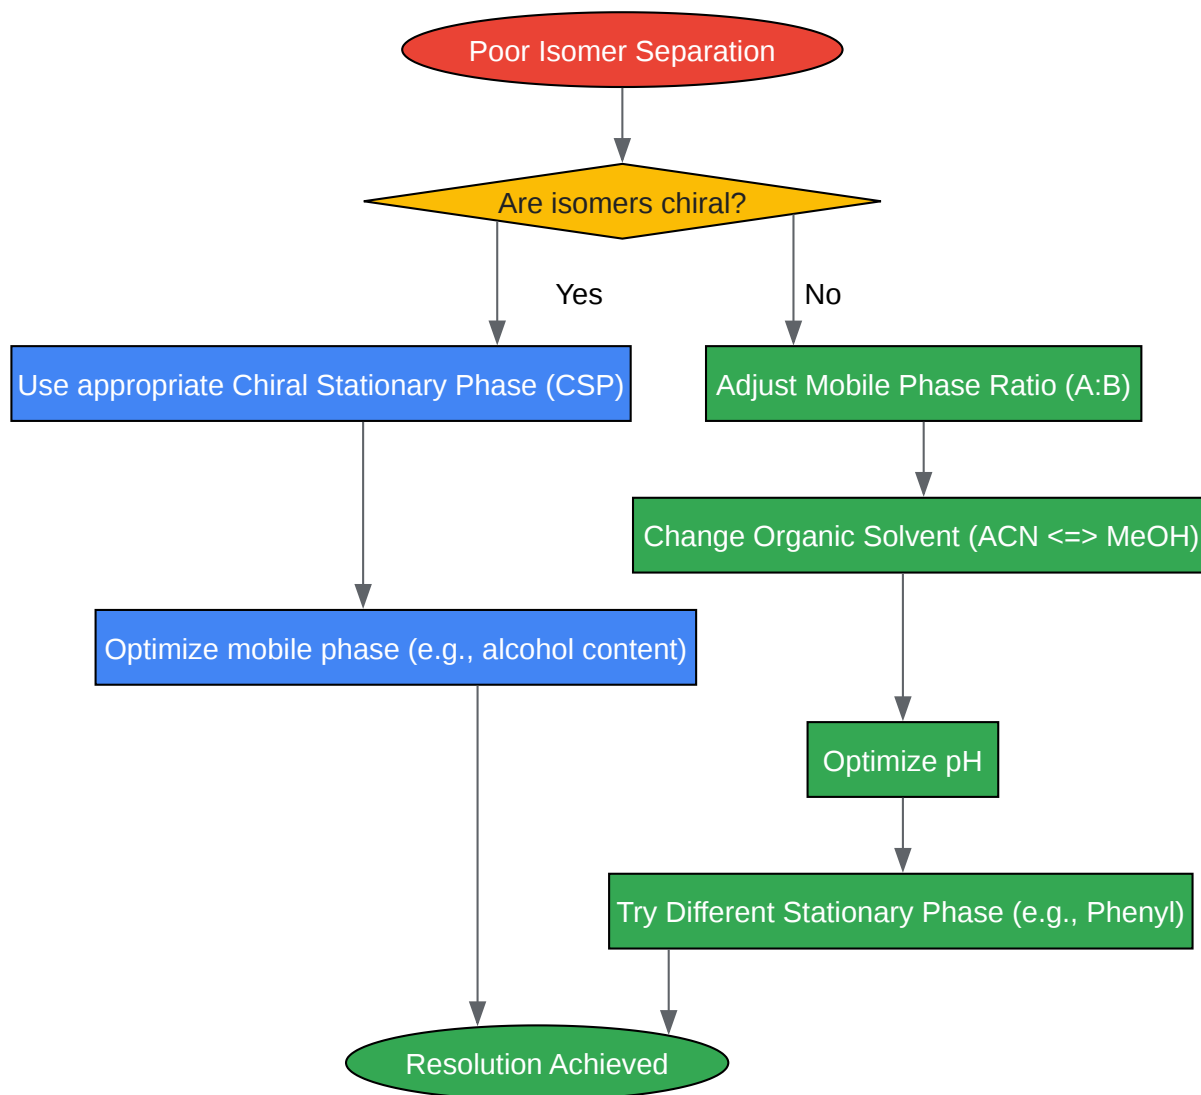 Poor Isomer Separation
Are isomers chiral?
Yes
No
Use appropriate Chiral Stationary Phase (CSP)
Adjust Mobile Phase Ratio (A:B)
Change Organic Solvent (ACN <=> MeOH)
Optimize mobile phase (e.g., alcohol content)
Optimize pH
Try Different Stationary Phase (e.g., Phenyl)
Resolution Achieved